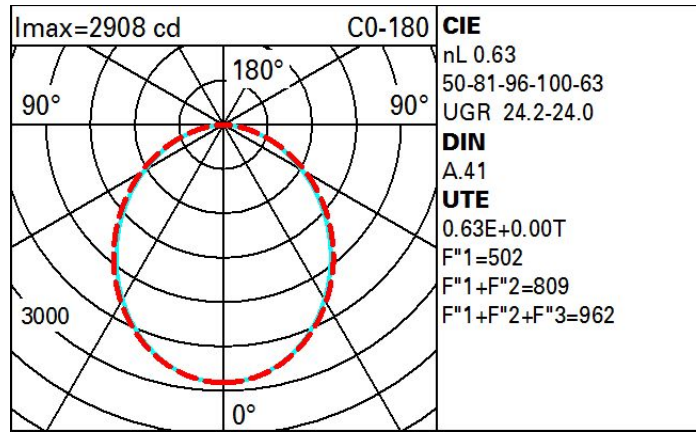 Imax=2908 cd
C0-180
180°
90°
90°
3000
0°
CIE
nL 0.63
50-81-96-100-63
UGR 24.2-24.0
DIN
A.41
UTE
0.63E+0.00T
F"1=502
F"1+F"2=809
F"1+F"2+F"3=962